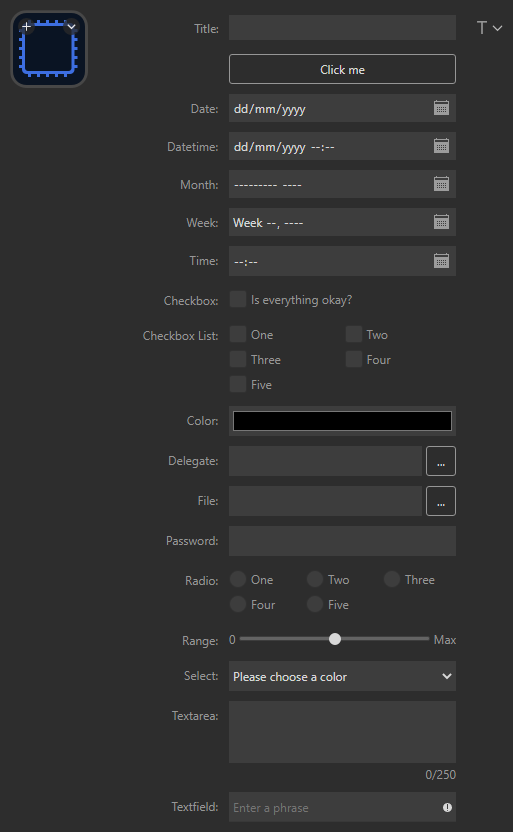 Title:
T
Click me
Date: dd/mm/yyyy
Datetime: dd/mm/yyyy --:--
Month: --------- ----
Week: Week --, ----
Time: --:--
Checkbox: Is everything okay?
Checkbox List: One Two
Three Four
Five
Color:
Delegate: ...
File: ...
Password:
Radio: One Two Three
Four Five
Range: 0 Max
Select: Please choose a color
Textarea:
0/250
Textfield: Enter a phrase